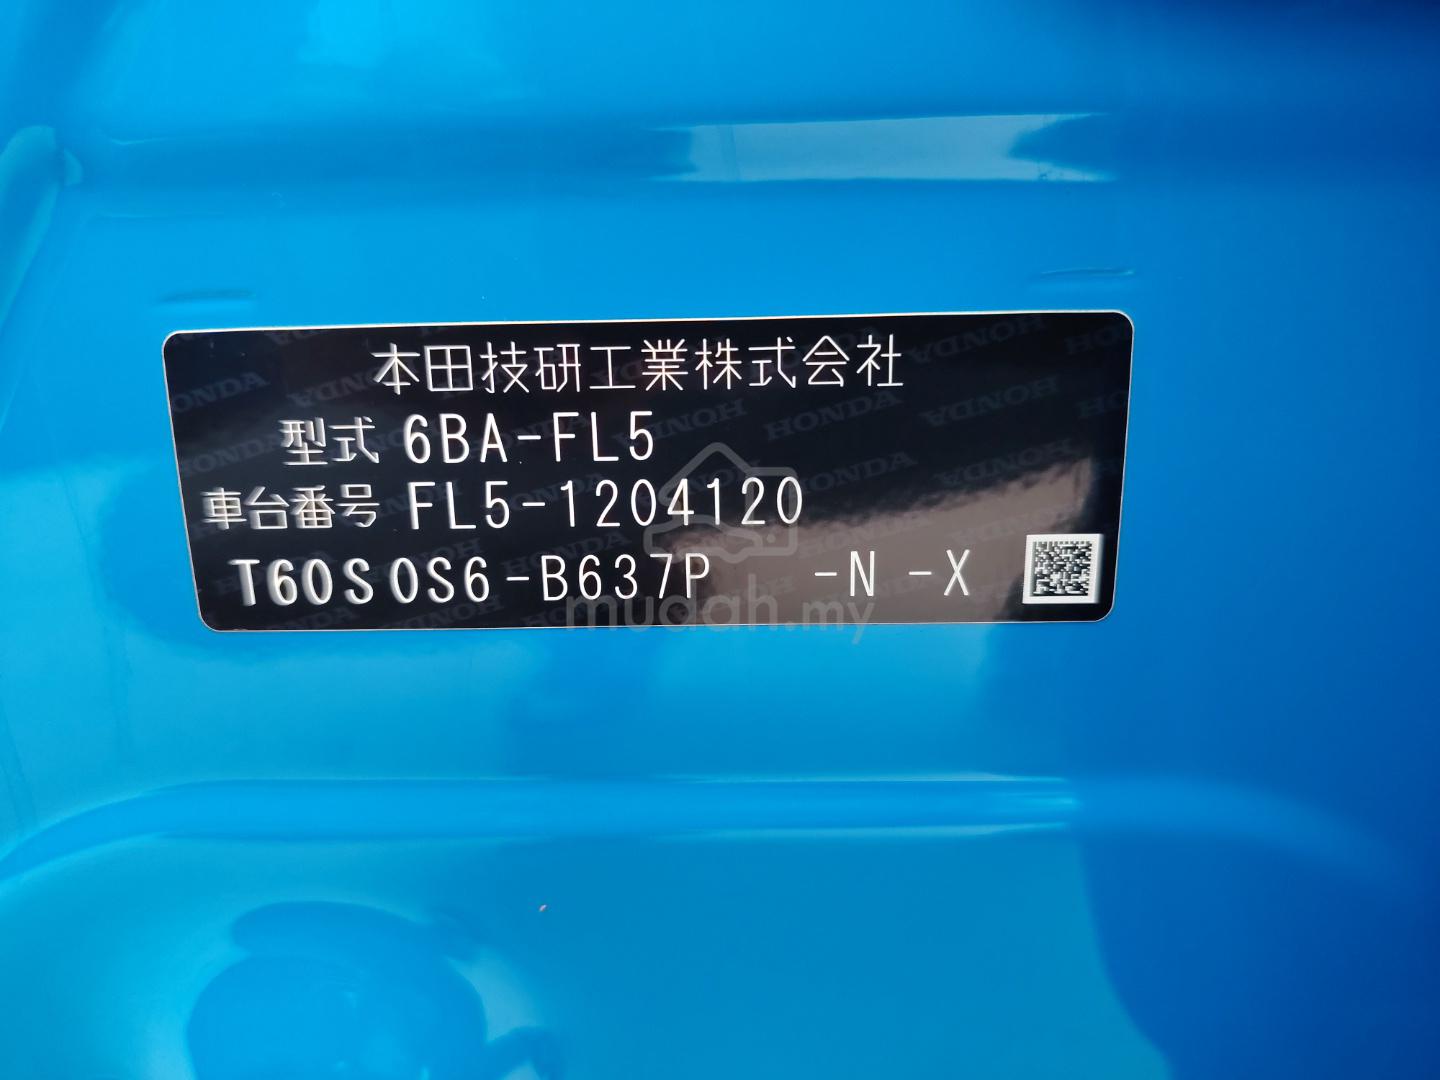 本田技研工業株式会社
型式 6BA-FL5
車台番号 FL5-1204120
T60S0S6-B637P -N -X
mudah.my